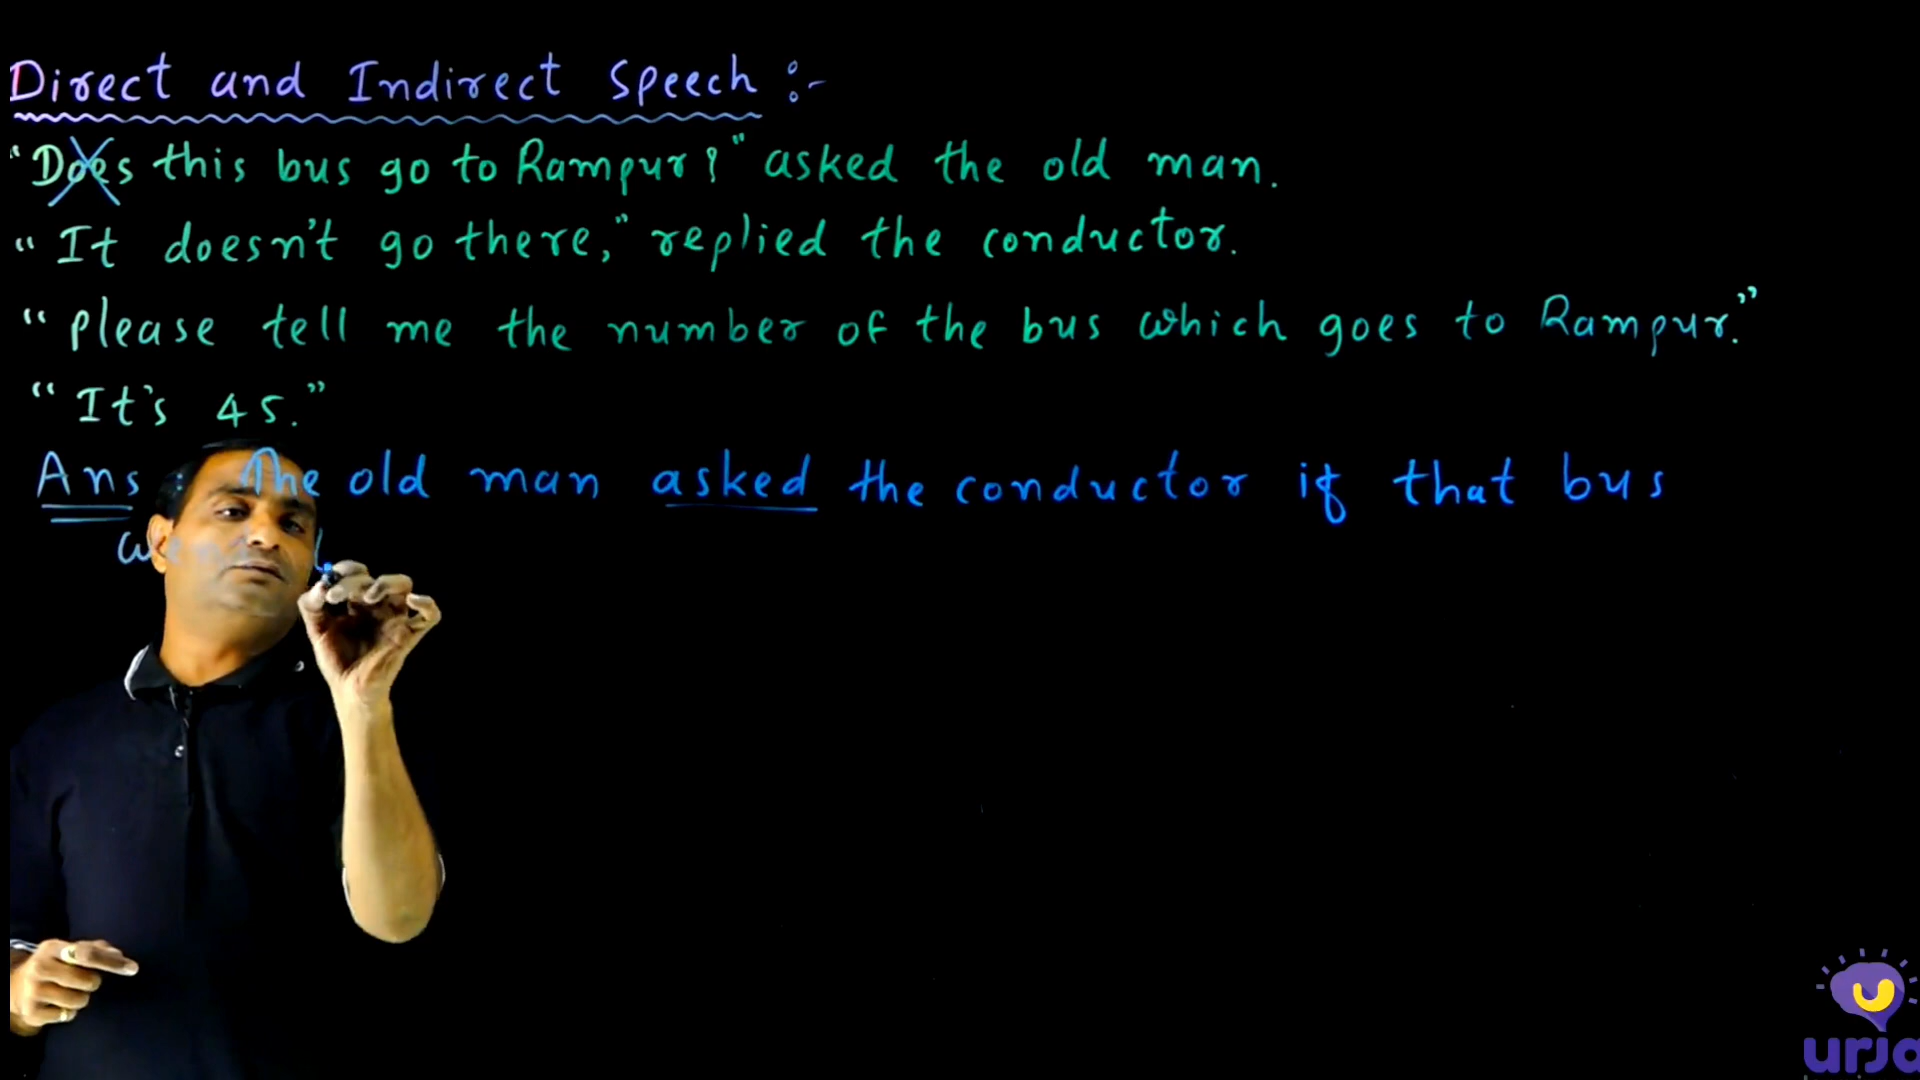 Direct and Indirect Speech :-
"Does this bus go to Rampur?" asked the old man.
"It doesn't go there," replied the conductor.
"Please tell me the number of the bus which goes to Rampur."
"It's 45."
Ans : The old man asked the conductor if that bus
urja